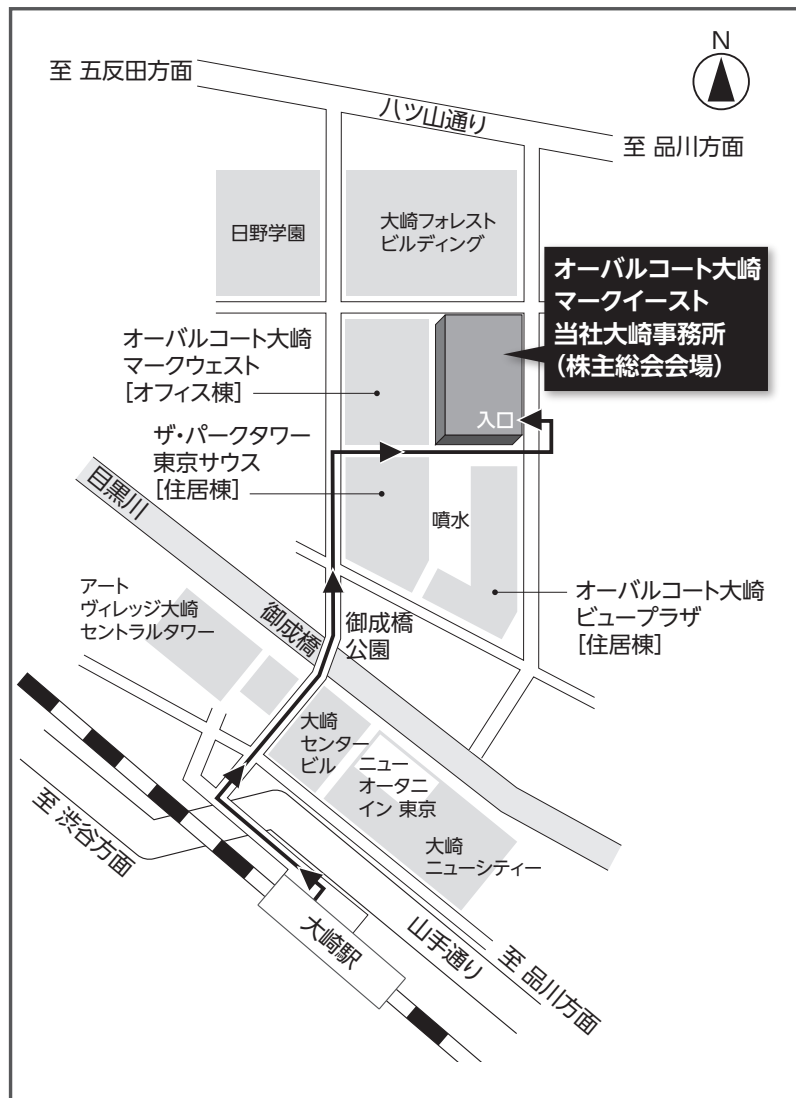 N
至 五反田方面
八ツ山通り
至 品川方面
日野学園
大崎フォレスト
ビルディング
オーバルコート大崎
マークイースト
当社大崎事務所
（株主総会会場）
オーバルコート大崎
マークウェスト
［オフィス棟］
入口
ザ・パークタワー
東京サウス
［住居棟］
目黒川
噴水
アート
ヴィレッジ大崎
セントラルタワー
御成橋
御成橋
公園
オーバルコート大崎
ビュープラザ
［住居棟］
大崎
センター
ビル
ニュー
オータニ
イン 東京
大崎
ニューシティー
至 渋谷方面
大崎駅
山手通り
至 品川方面